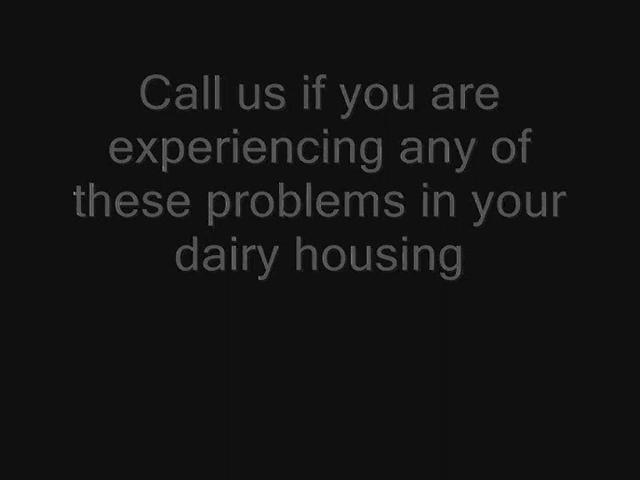 Call us if you are
experiencing any of
these problems in your
dairy housing